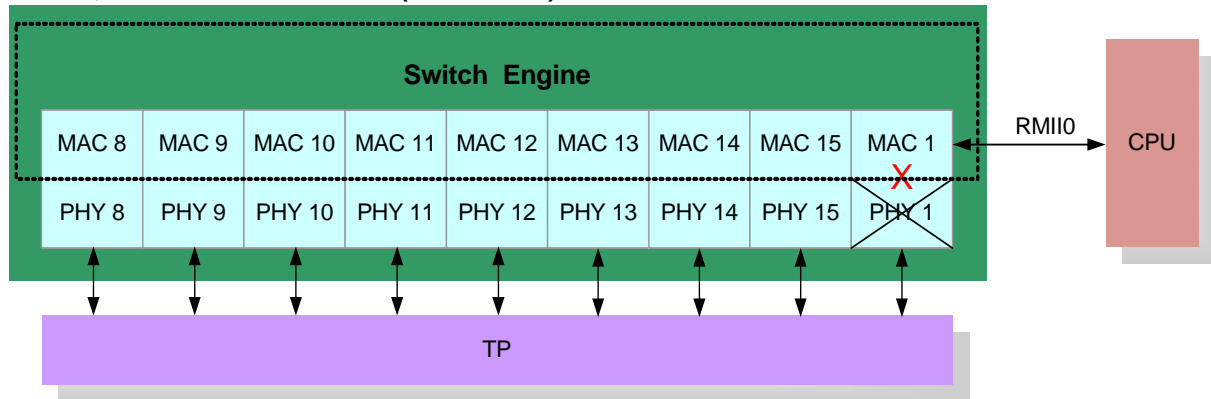 Switch Engine
MAC 8 MAC 9 MAC 10 MAC 11 MAC 12 MAC 13 MAC 14 MAC 15 MAC 1
RMII0
CPU
X
PHY 8 PHY 9 PHY 10 PHY 11 PHY 12 PHY 13 PHY 14 PHY 15 PHY 1
TP